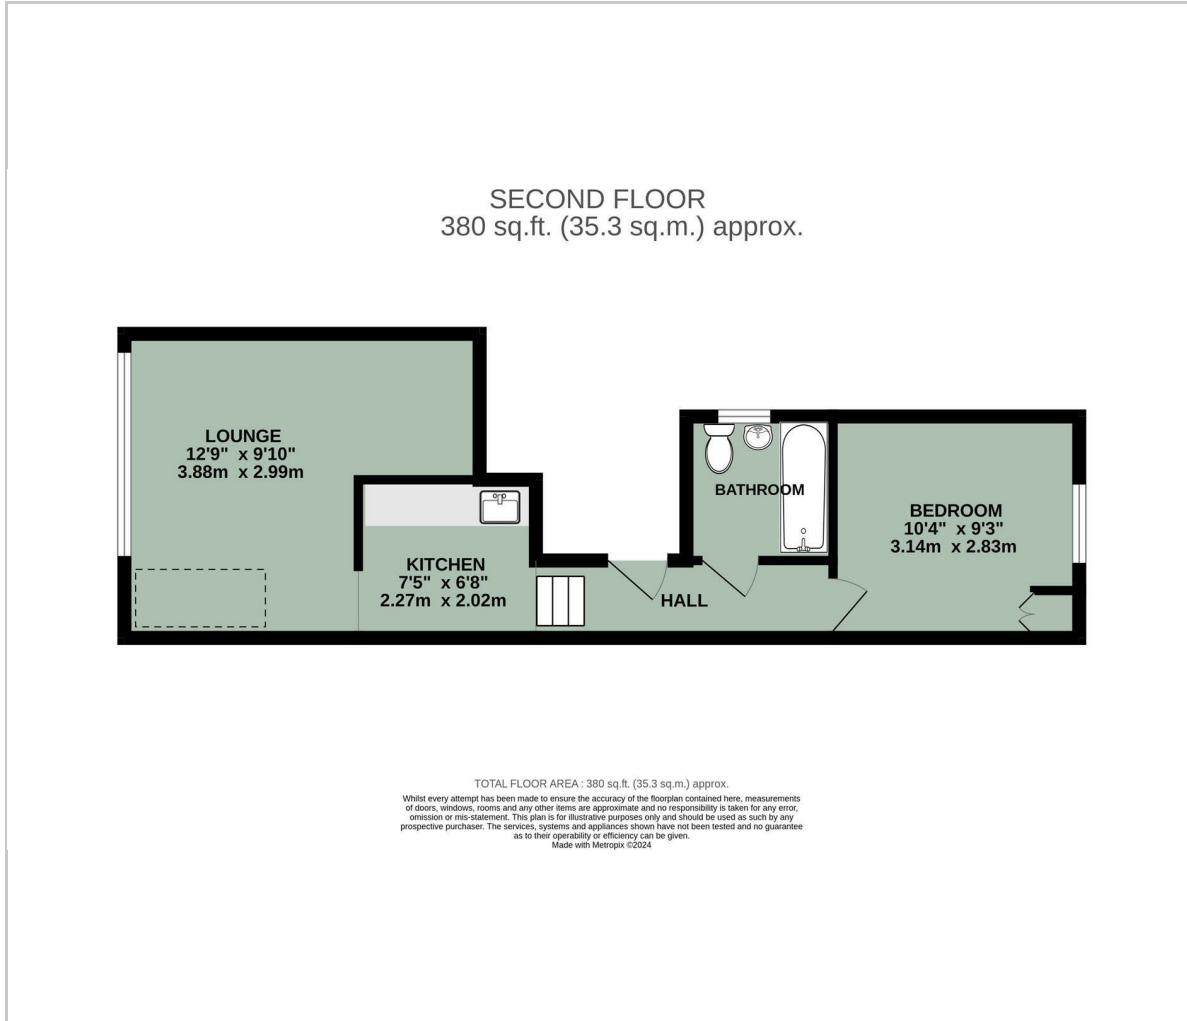 SECOND FLOOR
380 sq.ft. (35.3 sq.m.) approx.
LOUNGE
12'9" x 9'10"
3.88m x 2.99m
KITCHEN
7'5" x 6'8"
2.27m x 2.02m
HALL
BATHROOM
BEDROOM
10'4" x 9'3"
3.14m x 2.83m
TOTAL FLOOR AREA : 380 sq.ft. (35.3 sq.m.) approx.
Whilst every attempt has been made to ensure the accuracy of the floorplan contained here, measurements
of doors, windows, rooms and any other items are approximate and no responsibility is taken for any error,
omission or mis-statement. This plan is for illustrative purposes only and should be used as such by any
prospective purchaser. The services, systems and appliances shown have not been tested and no guarantee
as to their operability or efficiency can be given.
Made with Metropix ©2024